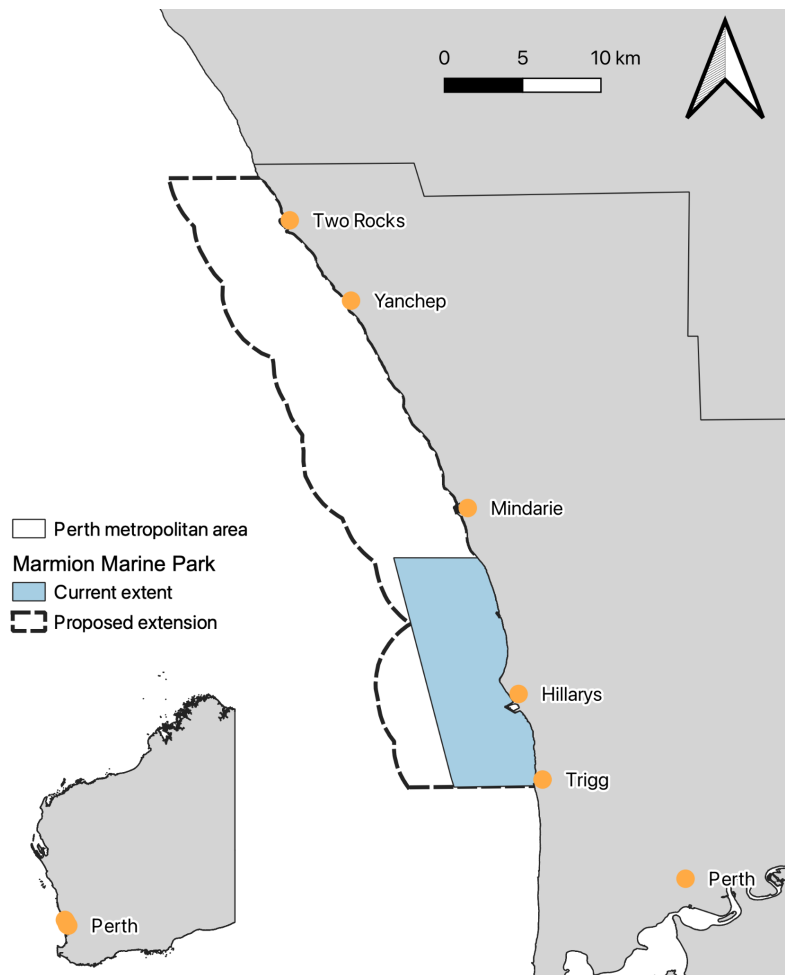 0 5 10 km
Two Rocks
Yanchep
Mindarie
Perth metropolitan area
Marmion Marine Park
Current extent
Proposed extension
Hillarys
Trigg
Perth
Perth